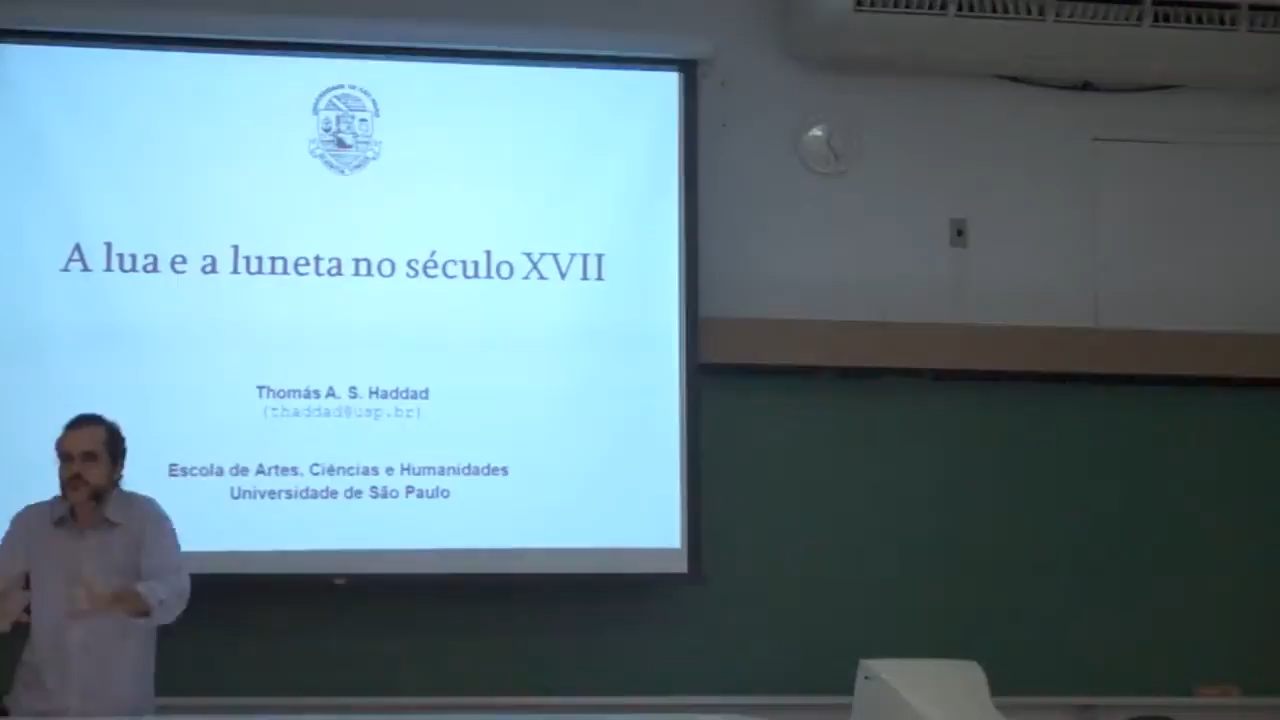 A lua e a luneta no século XVII
Thomás A. S. Haddad
(thaddad@usp.br)
Escola de Artes, Ciências e Humanidades
Universidade de São Paulo